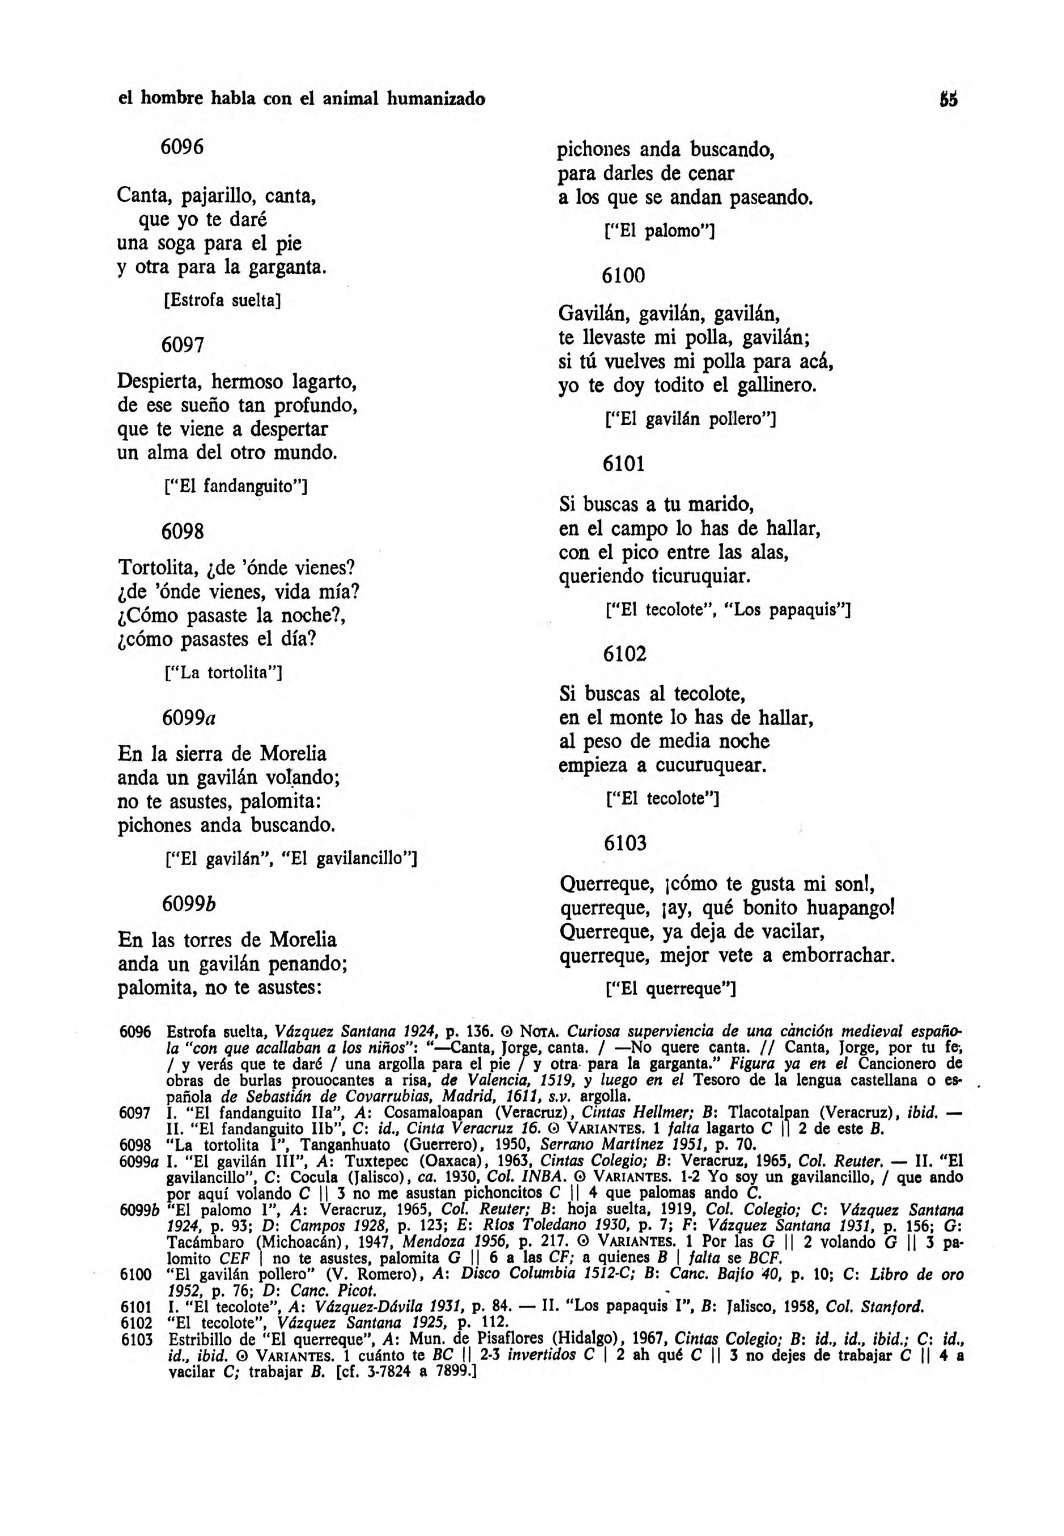 el hombre habla con el animal humanizado 55
6096
Canta, pajarillo, canta,
que yo te daré
una soga para el pie
y otra para la garganta.
[Estrofa suelta]
6097
Despierta, hermoso lagarto,
de ese sueño tan profundo,
que te viene a despertar
un alma del otro mundo.
["El fandanguito"]
6098
Tortolita, ¿de 'ónde vienes?
¿de 'ónde vienes, vida mía?
¿Cómo pasaste la noche?,
¿cómo pasastes el día?
["La tortolita"]
6099a
En la sierra de Morelia
anda un gavilán volando;
no te asustes, palomita:
pichones anda buscando.
["El gavilán", "El gavilancillo"]
6099b
En las torres de Morelia
anda un gavilán penando;
palomita, no te asustes:
pichones anda buscando,
para darles de cenar
a los que se andan paseando.
["El palomo"]
6100
Gavilán, gavilán, gavilán,
te llevaste mi polla, gavilán;
si tú vuelves mi polla para acá,
yo te doy todito el gallinero.
["El gavilán pollero"]
6101
Si buscas a tu marido,
en el campo lo has de hallar,
con el pico entre las alas,
queriendo ticuruquiar.
["El tecolote", "Los papaquis"]
6102
Si buscas al tecolote,
en el monte lo has de hallar,
al peso de media noche
empieza a cucuruquear.
["El tecolote"]
6103
Querreque, ¡cómo te gusta mi son!,
querreque, ¡ay, qué bonito huapango!
Querreque, ya deja de vacilar,
querreque, mejor vete a emborrachar.
["El querreque"]
6096 Estrofa suelta, Vázquez Santana 1924, p. 136. ⊙ NOTA. Curiosa superviencia de una canción medieval españo-
la "con que acallaban a los niños": "—Canta, Jorge, canta. / —No quere canta. // Canta, Jorge, por tu fe,
/ y verás que te daré / una argolla para el pie / y otra para la garganta." Figura ya en el Cancionero de
obras de burlas prouocantes a risa, de Valencia, 1519, y luego en el Tesoro de la lengua castellana o es-
pañola de Sebastián de Covarrubias, Madrid, 1611, s.v. argolla.
6097 I. "El fandanguito IIa", A: Cosamaloapan (Veracruz), Cintas Hellmer; B: Tlacotalpan (Veracruz), ibid. —
II. "El fandanguito IIb", C: id., Cinta Veracruz 16. ⊙ VARIANTES. 1 falta lagarto C || 2 de este B.
6098 "La tortolita I", Tanganhuato (Guerrero), 1950, Serrano Martínez 1951, p. 70.
6099a I. "El gavilán III", A: Tuxtepec (Oaxaca), 1963, Cintas Colegio; B: Veracruz, 1965, Col. Reuter. — II. "El
gavilancillo", C: Cocula (Jalisco), ca. 1930, Col. INBA. ⊙ VARIANTES. 1-2 Yo soy un gavilancillo, / que ando
por aquí volando C || 3 no me asustan pichoncitos C || 4 que palomas ando C.
6099b "El palomo I", A: Veracruz, 1965, Col. Reuter; B: hoja suelta, 1919, Col. Colegio; C: Vázquez Santana
1924, p. 93; D: Campos 1928, p. 123; E: Ríos Toledano 1930, p. 7; F: Vázquez Santana 1931, p. 156; G:
Tacámbaro (Michoacán), 1947, Mendoza 1956, p. 217. ⊙ VARIANTES. 1 Por las G || 2 volando G || 3 pa-
lomito CEF | no te asustes, palomita G || 6 a las CF; a quienes B | falta se BCF.
6100 "El gavilán pollero" (V. Romero), A: Disco Columbia 1512-C; B: Canc. Bajío 40, p. 10; C: Libro de oro
1952, p. 76; D: Canc. Picot.
6101 I. "El tecolote", A: Vázquez-Dávila 1931, p. 84. — II. "Los papaquis I", B: Jalisco, 1958, Col. Stanford.
6102 "El tecolote", Vázquez Santana 1925, p. 112.
6103 Estribillo de "El querreque", A: Mun. de Pisaflores (Hidalgo), 1967, Cintas Colegio; B: id., id., ibid.; C: id.,
id., ibid. ⊙ VARIANTES. 1 cuánto te BC || 2-3 invertidos C | 2 ah qué C || 3 no dejes de trabajar C || 4 a
vacilar C; trabajar B. [cf. 3-7824 a 7899.]